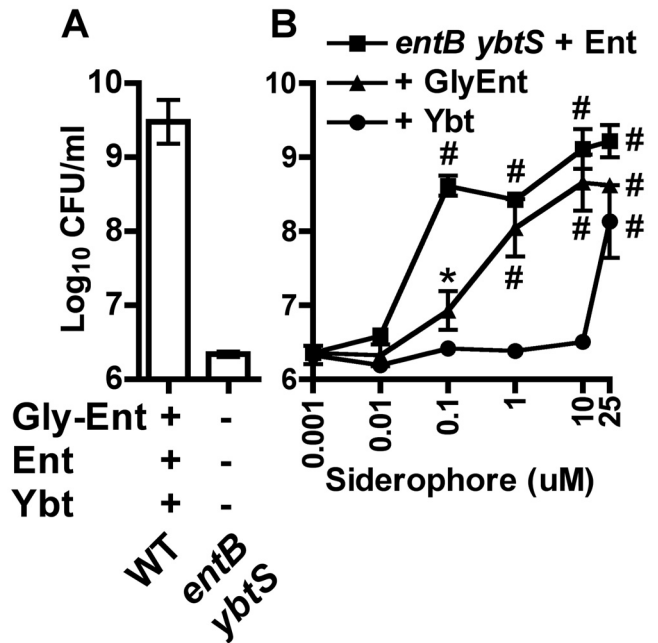 A
Log10 CFU/ml
10
9
8
7
6
Gly-Ent + -
Ent + -
Ybt + -
WT
entB
ybtS
B
entB ybtS + Ent
+ GlyEnt
+ Ybt
10
9
8
7
6
# # # #
# # #
* #
#
0.001
0.01
0.1
1
10
25
Siderophore (uM)